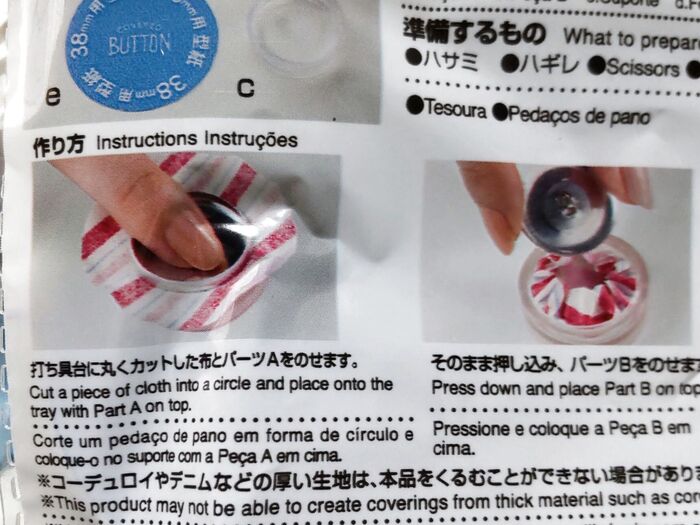 38mm用型紙
COVERED
BUTTON
38mm用型紙
e
C
準備するもの What to prepare
●ハサミ ●ハギレ ●Scissors ●
●Tesoura ●Pedaços de pano
作り方 Instructions Instruções
打ち具台に丸くカットした布とパーツAをのせます。
Cut a piece of cloth into a circle and place onto the
tray with Part A on top.
Corte um pedaço de pano em forma de círculo e
coloque-o no suporte com a Peça A em cima.
そのまま押し込み、パーツBをのせます
Press down and place Part B on top
Pressione e coloque a Peça B em
cima.
※コーデュロイやデニムなどの厚い生地は、本品をくるむことができない場合があり
※This product may not be able to create coverings from thick material such as cor